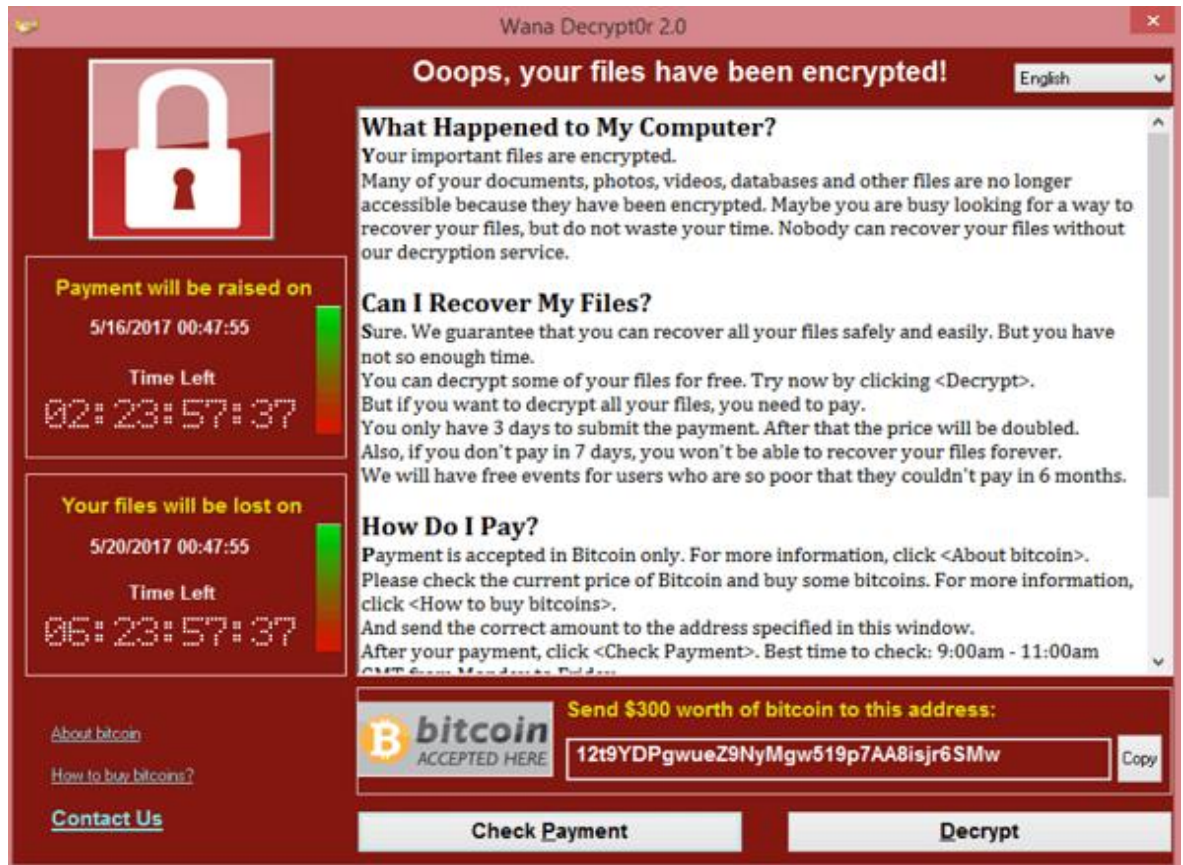 Wana Decrypt0r 2.0
Ooops, your files have been encrypted!
English
Payment will be raised on
5/16/2017 00:47:55
Time Left
02:23:57:37
Your files will be lost on
5/20/2017 00:47:55
Time Left
06:23:57:37
About bitcoin
How to buy bitcoins?
Contact Us
What Happened to My Computer?
Your important files are encrypted.
Many of your documents, photos, videos, databases and other files are no longer
accessible because they have been encrypted. Maybe you are busy looking for a way to
recover your files, but do not waste your time. Nobody can recover your files without
our decryption service.
Can I Recover My Files?
Sure. We guarantee that you can recover all your files safely and easily. But you have
not so enough time.
You can decrypt some of your files for free. Try now by clicking <Decrypt>.
But if you want to decrypt all your files, you need to pay.
You only have 3 days to submit the payment. After that the price will be doubled.
Also, if you don't pay in 7 days, you won't be able to recover your files forever.
We will have free events for users who are so poor that they couldn't pay in 6 months.
How Do I Pay?
Payment is accepted in Bitcoin only. For more information, click <About bitcoin>.
Please check the current price of Bitcoin and buy some bitcoins. For more information,
click <How to buy bitcoins>.
And send the correct amount to the address specified in this window.
After your payment, click <Check Payment>. Best time to check: 9:00am - 11:00am
GMT from Monday to Friday
bitcoin
ACCEPTED HERE
Send $300 worth of bitcoin to this address:
12t9YDPgwueZ9NyMgw519p7AA8isjr6SMw
Copy
Check Payment
Decrypt